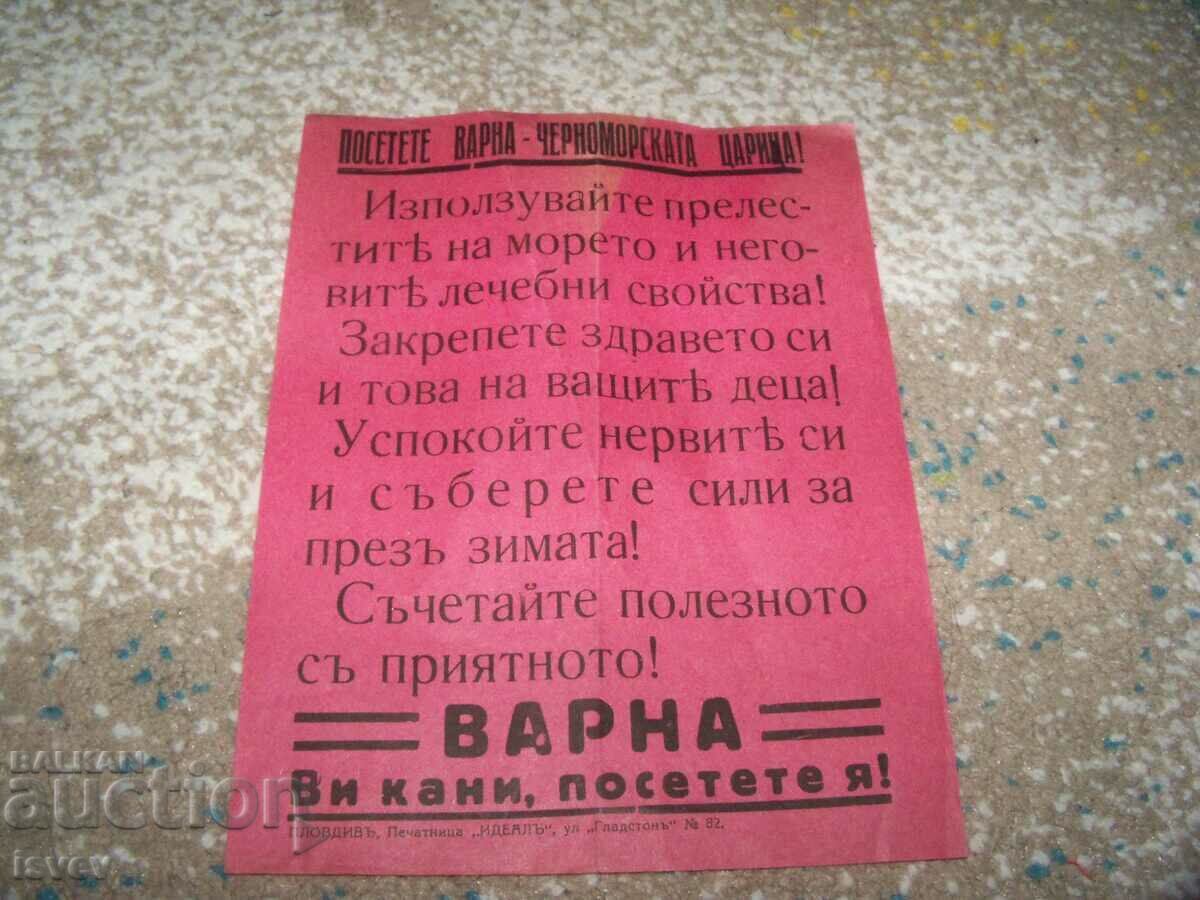 ПОСЕТЕТЕ ВАРНА - ЧЕРНОМОРСКАТА ЦАРИЦА!
Използувайте прелес-
титѣ на морето и него-
витѣ лечебни свойства!
Закрепете здравето си
и това на вашитѣ деца!
Успокойте нервитѣ си
и съберете сили за
презъ зимата!
Съчетайте полезното
съ приятното!
ВАРНА
Ви кани, посетете я!
ПЛОВДИВЪ, Печатница „ИДЕАЛЪ", ул „Гладстонъ" № 82.
BALKAN
auction
isvev